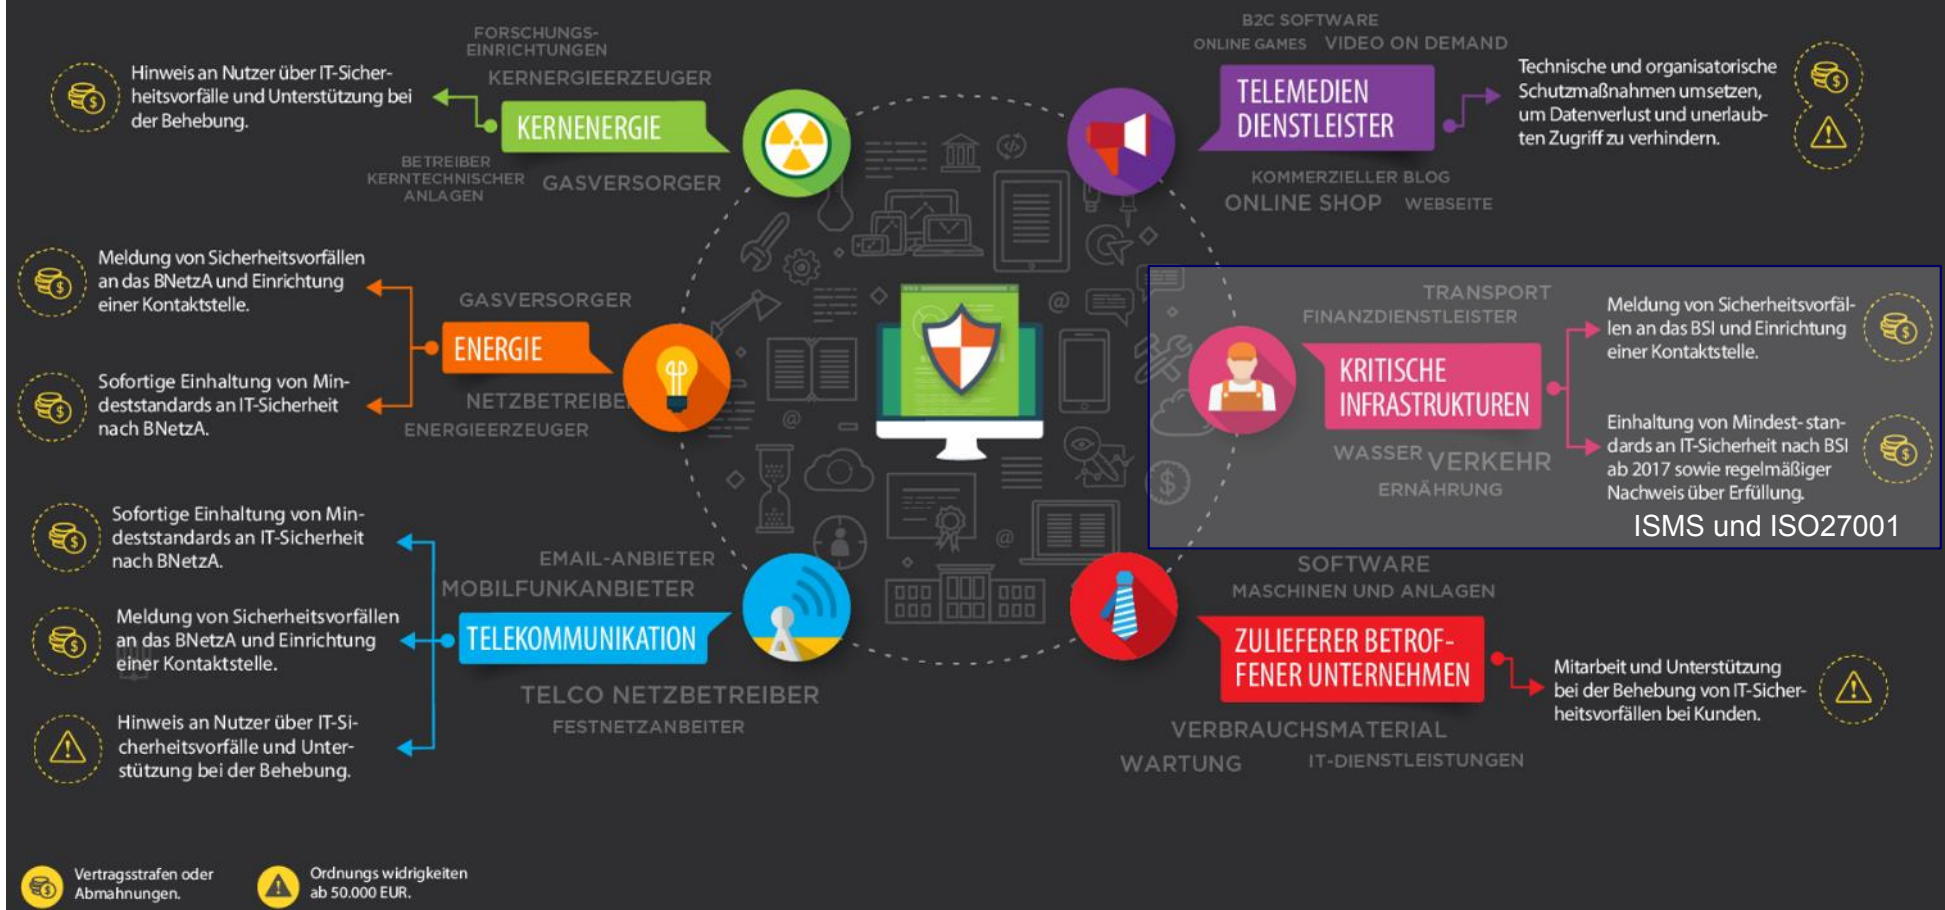 FORSCHUNGS-
EINRICHTUNGEN
KERNERGIEERZEUGER
Hinweis an Nutzer über IT-Sicher-
heitsvorfälle und Unterstützung bei
der Behebung.
KERNENERGIE
BETREIBER
KERNTECHNISCHER
ANLAGEN
GASVERSORGER
B2C SOFTWARE
ONLINE GAMES VIDEO ON DEMAND
TELEMEDIEN
DIENSTLEISTER
Technische und organisatorische
Schutzmaßnahmen umsetzen,
um Datenverlust und unerlaub-
ten Zugriff zu verhindern.
KOMMERZIELLER BLOG
ONLINE SHOP WEBSEITE
Meldung von Sicherheitsvorfällen
an das BNetzA und Einrichtung
einer Kontaktstelle.
GASVERSORGER
ENERGIE
Sofortige Einhaltung von Min-
deststandards an IT-Sicherheit
nach BNetzA.
NETZBETREIBE
ENERGIEERZEUGER
TRANSPORT
FINANZDIENSTLEISTER
KRITISCHE
INFRASTRUKTUREN
Meldung von Sicherheitsvorfäl-
len an das BSI und Einrichtung
einer Kontaktstelle.
WASSER VERKEHR
ERNÄHRUNG
Einhaltung von Mindest-stan-
dards an IT-Sicherheit nach BSI
ab 2017 sowie regelmäßiger
Nachweis über Erfüllung.
ISMS und ISO27001
Sofortige Einhaltung von Min-
deststandards an IT-Sicherheit
nach BNetzA.
EMAIL-ANBIETER
MOBILFUNKANBIETER
Meldung von Sicherheitsvorfällen
an das BNetzA und Einrichtung
einer Kontaktstelle.
TELEKOMMUNIKATION
TELCO NETZBETREIBER
FESTNETZANBEITER
Hinweis an Nutzer über IT-Si-
cherheitsvorfälle und Unter-
stützung bei der Behebung.
SOFTWARE
MASCHINEN UND ANLAGEN
ZULIEFERER BETROF-
FENER UNTERNEHMEN
Mitarbeit und Unterstützung
bei der Behebung von IT-Sicher-
heitsvorfällen bei Kunden.
VERBRAUCHSMATERIAL
WARTUNG IT-DIENSTLEISTUNGEN
Vertragsstrafen oder
Abmahnungen.
Ordnungs widrigkeiten
ab 50.000 EUR.